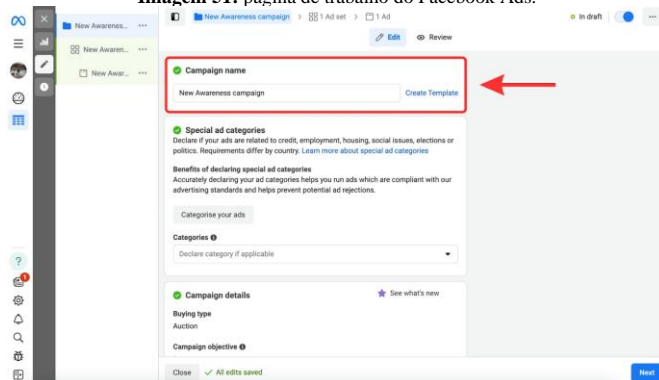 Imagem 31: página de trabalho do Facebook Ads.
New Awarenes... ...
New Awaren... ...
New Awar... ...
New Awareness campaign > 1 Ad set > 1 Ad
In draft
Edit Review
Campaign name
New Awareness campaign Create Template
Special ad categories
Declare if your ads are related to credit, employment, housing, social issues, elections or
politics. Requirements differ by country. Learn more about special ad categories
Benefits of declaring special ad categories
Accurately declaring your ad categories helps you run ads which are compliant with our
advertising standards and helps prevent potential ad rejections.
Categorise your ads
Categories
Declare category if applicable
Campaign details See what's new
Buying type
Auction
Campaign objective
1
Close All edits saved Next